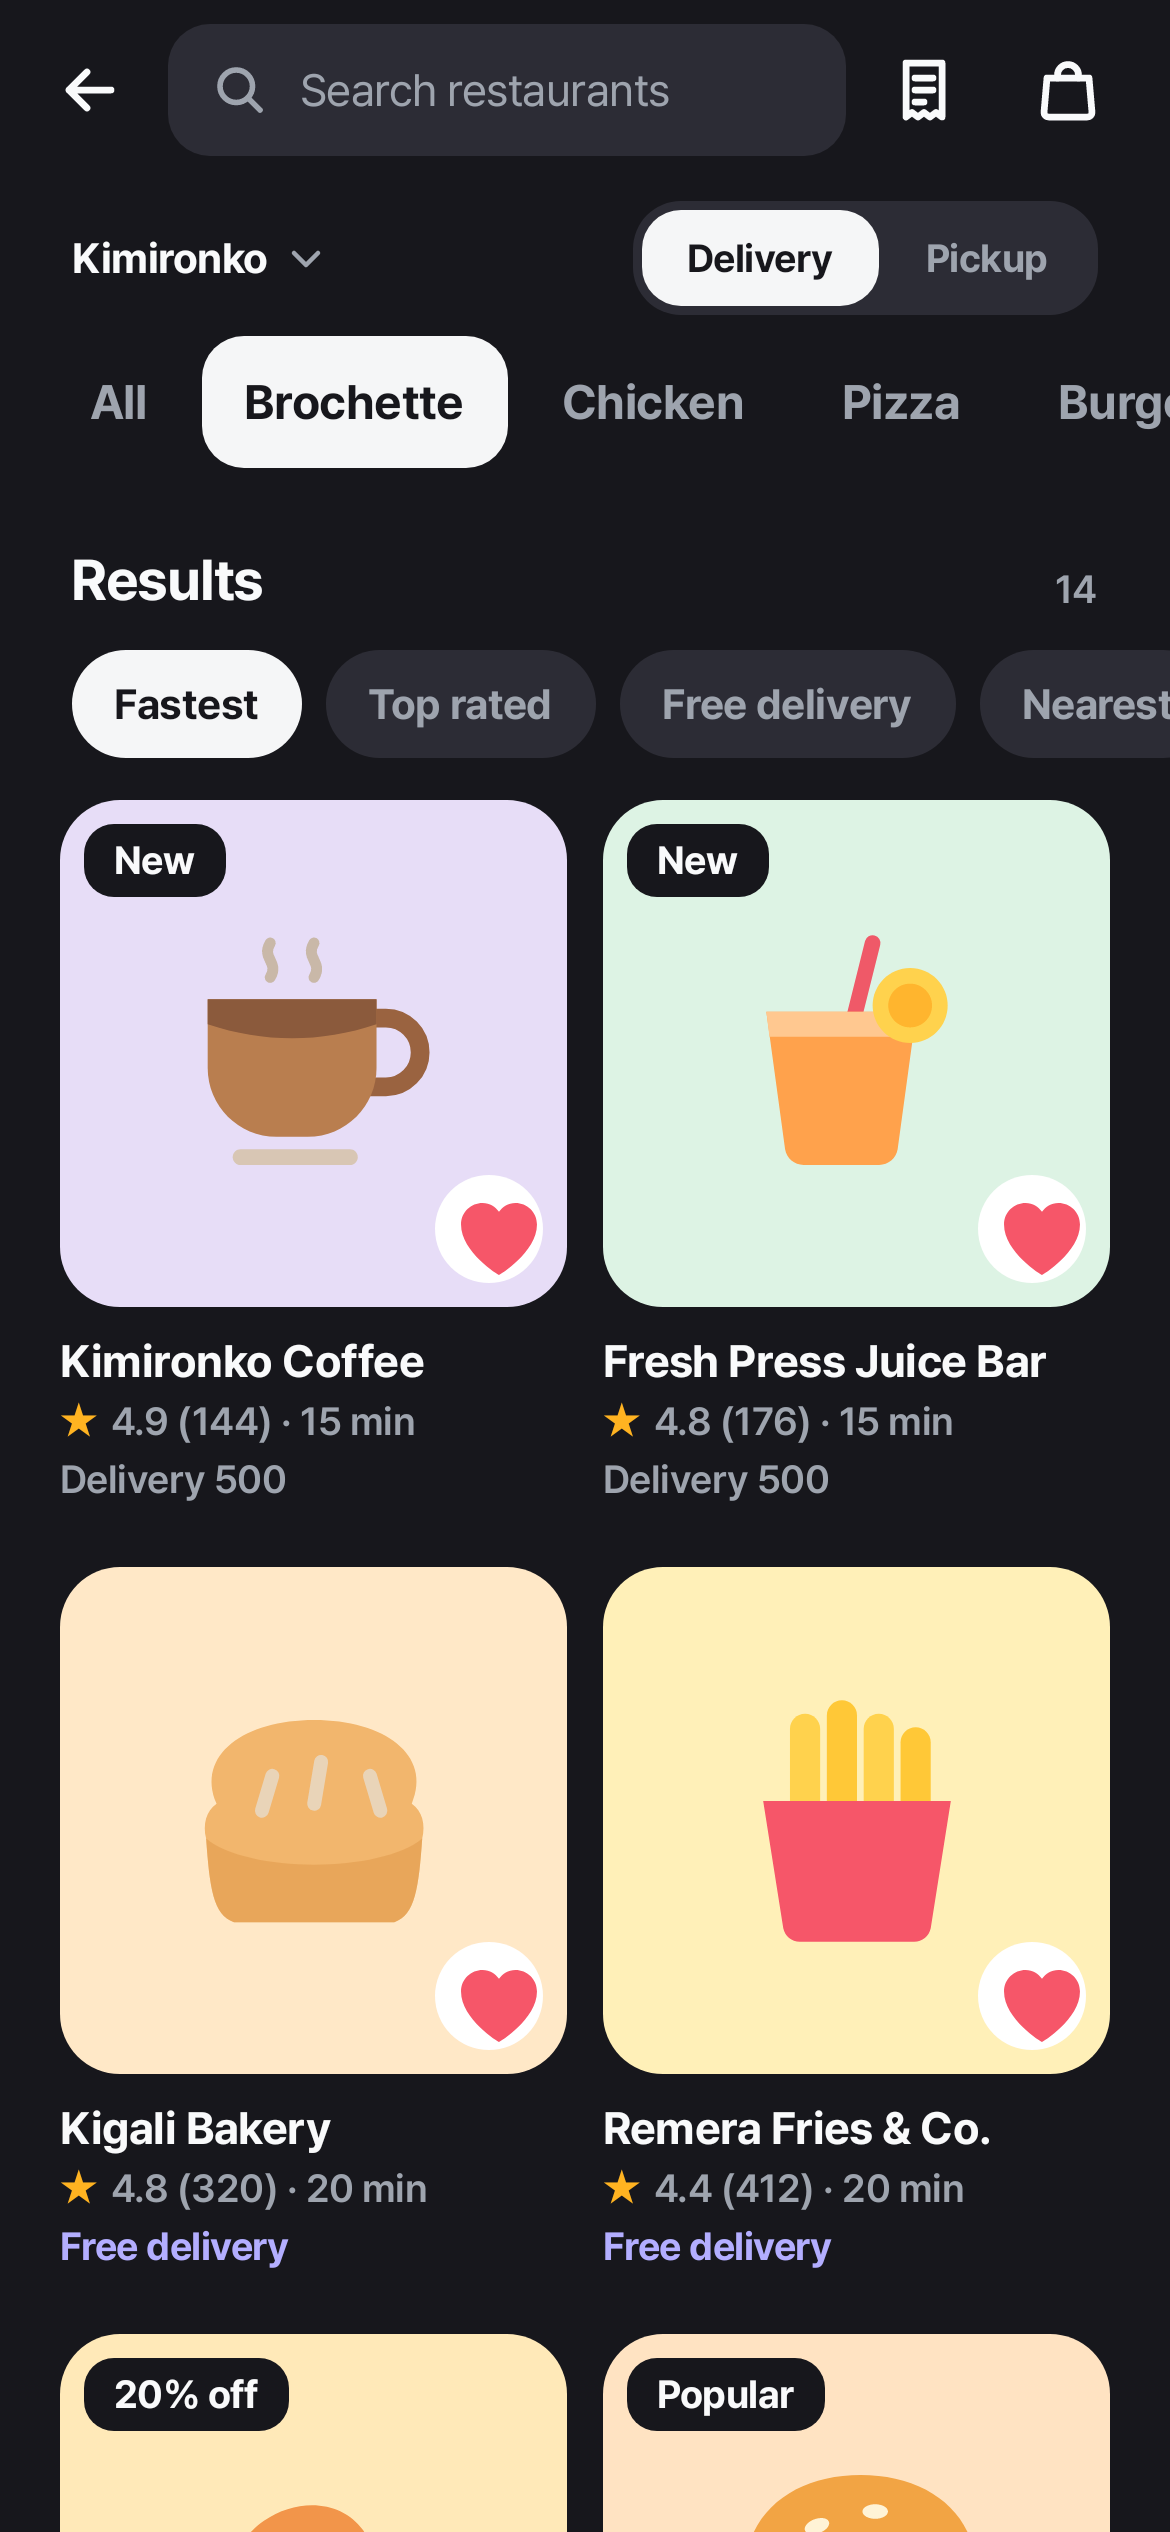 Search restaurants
Kimironko
Delivery
Pickup
All
Brochette
Chicken
Pizza
Burge
Results
14
Fastest
Top rated
Free delivery
Nearest
New
New
Kimironko Coffee
★ 4.9 (144) · 15 min
Delivery 500
Fresh Press Juice Bar
★ 4.8 (176) · 15 min
Delivery 500
Kigali Bakery
★ 4.8 (320) · 20 min
Free delivery
Remera Fries & Co.
★ 4.4 (412) · 20 min
Free delivery
20% off
Popular